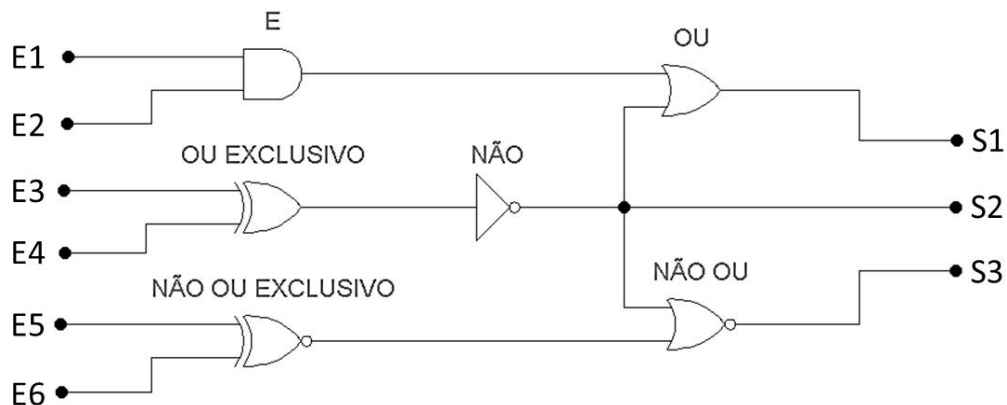 E
E1
OU
E2
S1
OU EXCLUSIVO
NÃO
E3
S2
E4
S3
NÃO OU
NÃO OU EXCLUSIVO
E5
E6